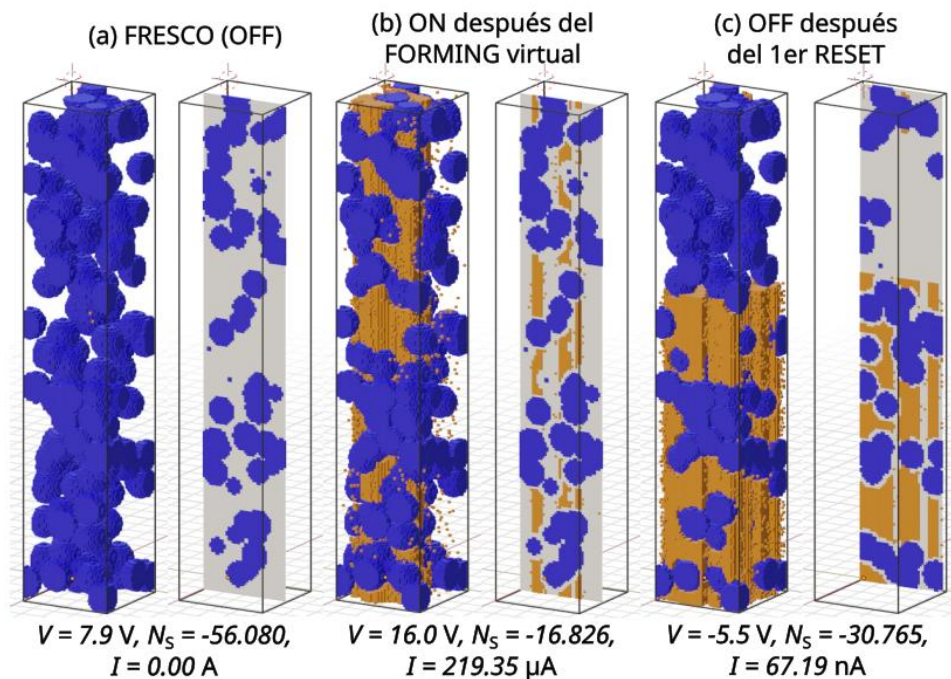 (a) FRESCO (OFF)
(b) ON después del
FORMING virtual
(c) OFF después
del 1er RESET
V = 7.9 V, NS = -56.080,
I = 0.00 A
V = 16.0 V, NS = -16.826,
I = 219.35 µA
V = -5.5 V, NS = -30.765,
I = 67.19 nA